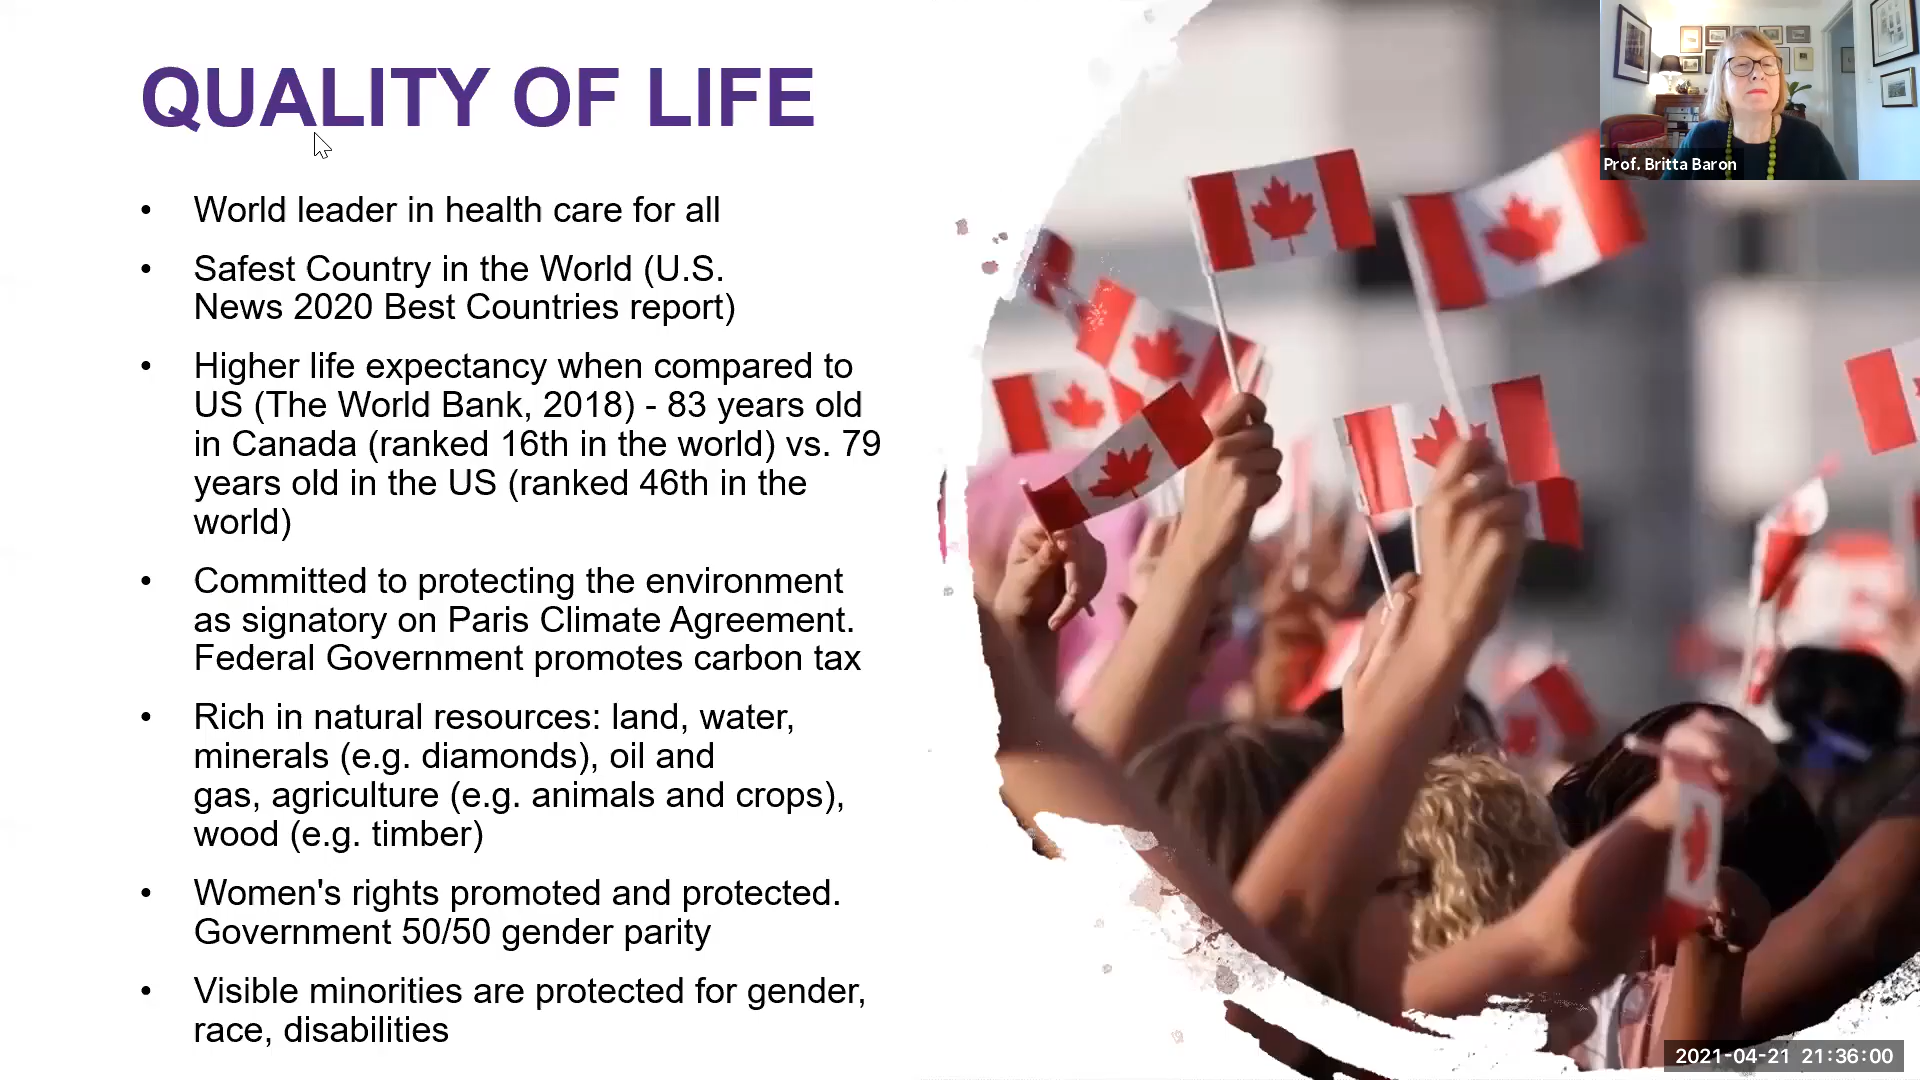 QUALITY OF LIFE
Prof. Britta Baron
• World leader in health care for all
• Safest Country in the World (U.S.
News 2020 Best Countries report)
• Higher life expectancy when compared to
US (The World Bank, 2018) - 83 years old
in Canada (ranked 16th in the world) vs. 79
years old in the US (ranked 46th in the
world)
• Committed to protecting the environment
as signatory on Paris Climate Agreement.
Federal Government promotes carbon tax
• Rich in natural resources: land, water,
minerals (e.g. diamonds), oil and
gas, agriculture (e.g. animals and crops),
wood (e.g. timber)
• Women's rights promoted and protected.
Government 50/50 gender parity
• Visible minorities are protected for gender,
race, disabilities
2021-04-21 21:36:00